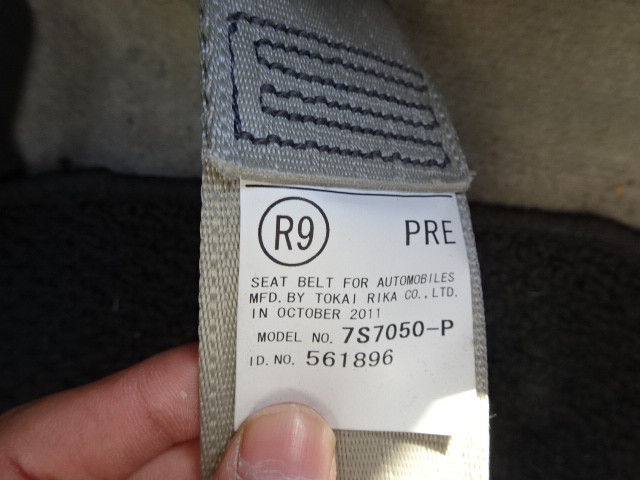 R9 PRE
SEAT BELT FOR AUTOMOBILES
MFD. BY TOKAI RIKA CO., LTD.
IN OCTOBER 2011
MODEL NO. 7S7050-P
ID. NO. 561896